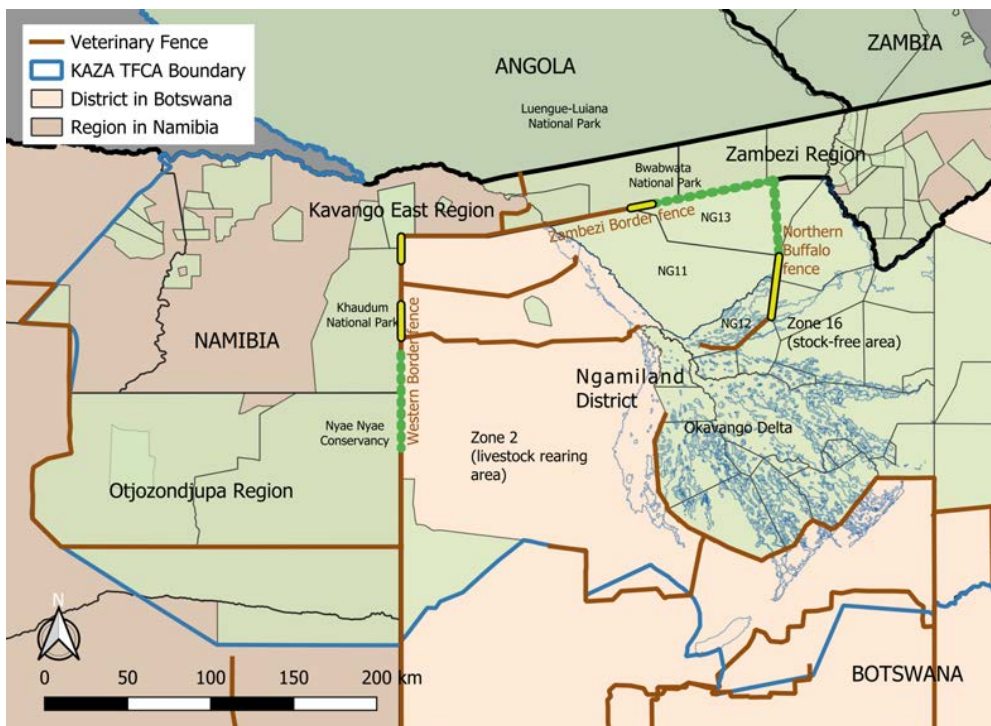 Veterinary Fence
KAZA TFCA Boundary
District in Botswana
Region in Namibia
ZAMBIA
ANGOLA
Luengue-Luiana
National Park
Zambezi Region
Bwabwata
National Park
Kavango East Region
Zambezi Border fence
NG13
Northern
Buffalo
fence
NG11
Khaudum
National Park
NAMIBIA
Western Border fence
NG12
Zone 16
(stock-free area)
Ngamiland
District
Nyae Nyae
Conservancy
Okavango Delta
Zone 2
(livestock rearing
area)
Otjozondjupa Region
N
0 50 100 150 200 km
BOTSWANA